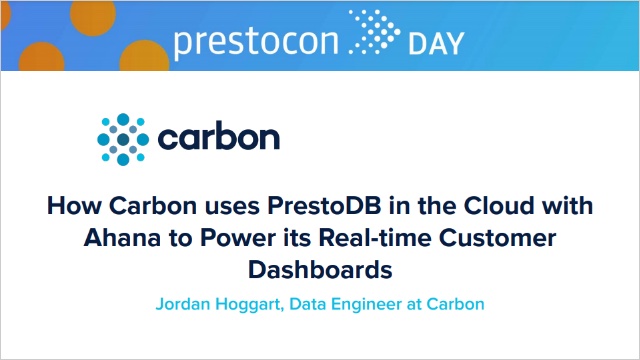 prestocon DAY
carbon
How Carbon uses PrestoDB in the Cloud with
Ahana to Power its Real-time Customer
Dashboards
Jordan Hoggart, Data Engineer at Carbon